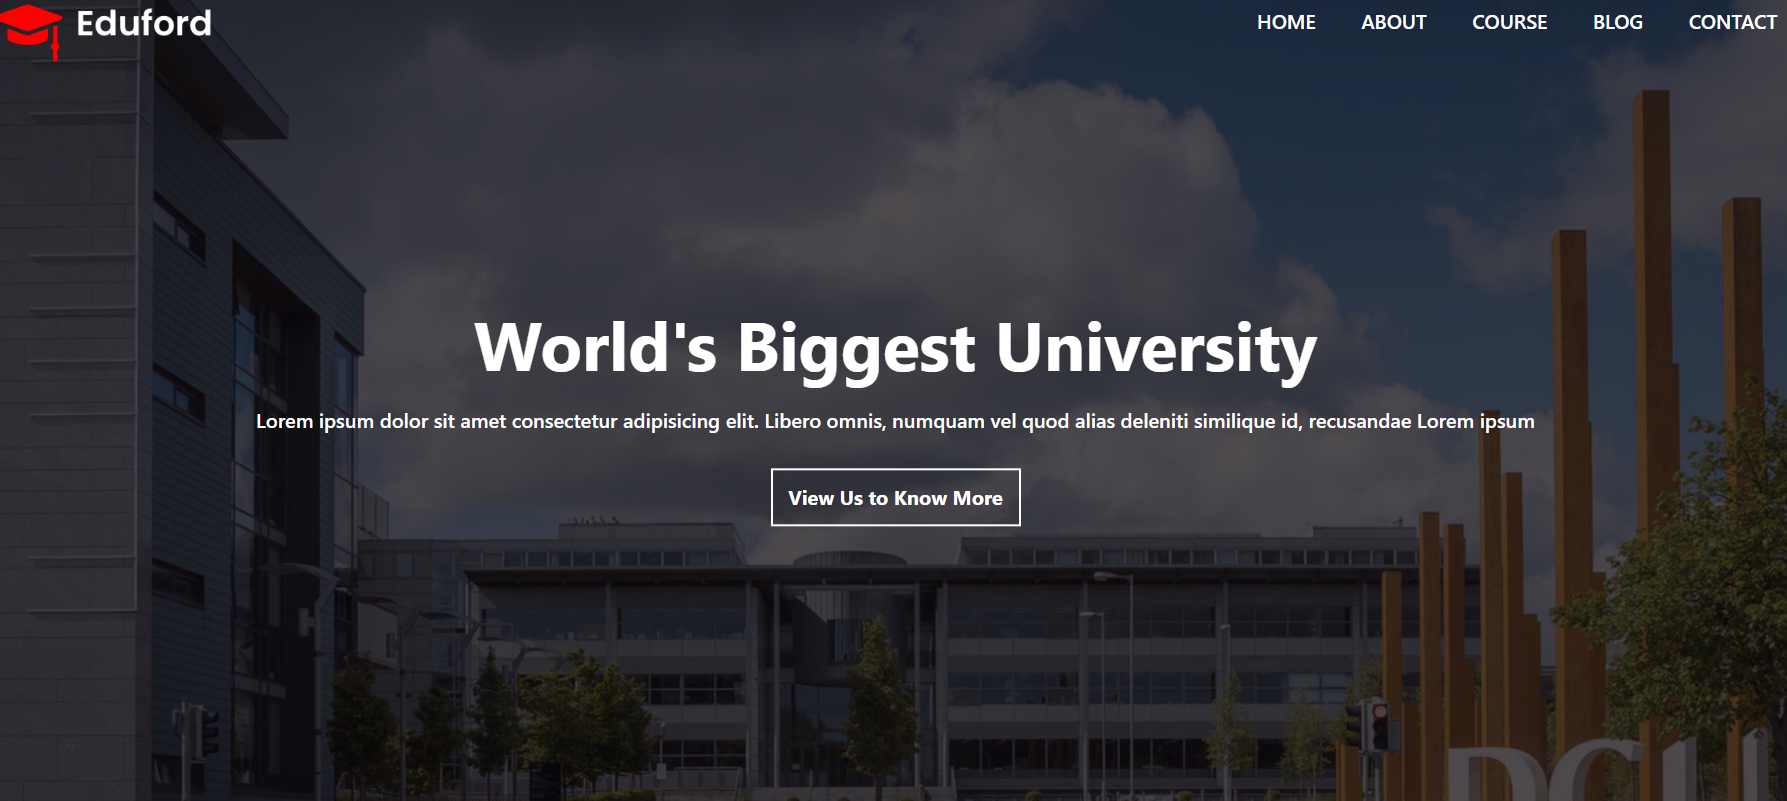 Eduford
HOME ABOUT COURSE BLOG CONTACT
World's Biggest University
Lorem ipsum dolor sit amet consectetur adipisicing elit. Libero omnis, numquam vel quod alias deleniti similique id, recusandae Lorem ipsum
View Us to Know More
DCU